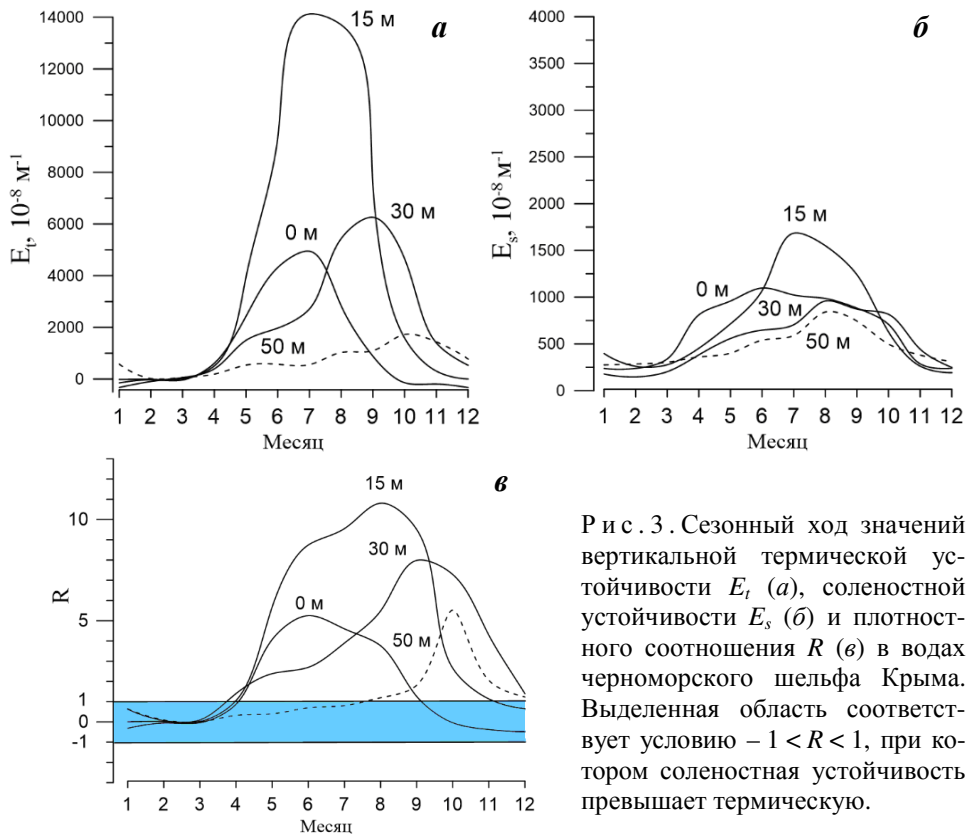 а
14000
12000
10000
8000
6000
4000
2000
0
E_t, 10^-8 м^-1
15 м
30 м
0 м
50 м
1 2 3 4 5 6 7 8 9 10 11 12
Месяц
б
4000
3500
3000
2500
2000
1500
1000
500
0
E_s, 10^-8 м^-1
15 м
0 м
30 м
50 м
1 2 3 4 5 6 7 8 9 10 11 12
Месяц
в
10
5
1
0
-1
R
15 м
30 м
0 м
50 м
1 2 3 4 5 6 7 8 9 10 11 12
Месяц
Р и с . 3 . Сезонный ход значений
вертикальной термической ус-
тойчивости E_t (а), соленостной
устойчивости E_s (б) и плотност-
ного соотношения R (в) в водах
черноморского шельфа Крыма.
Выделенная область соответст-
вует условию – 1 < R < 1, при ко-
тором соленостная устойчивость
превышает термическую.